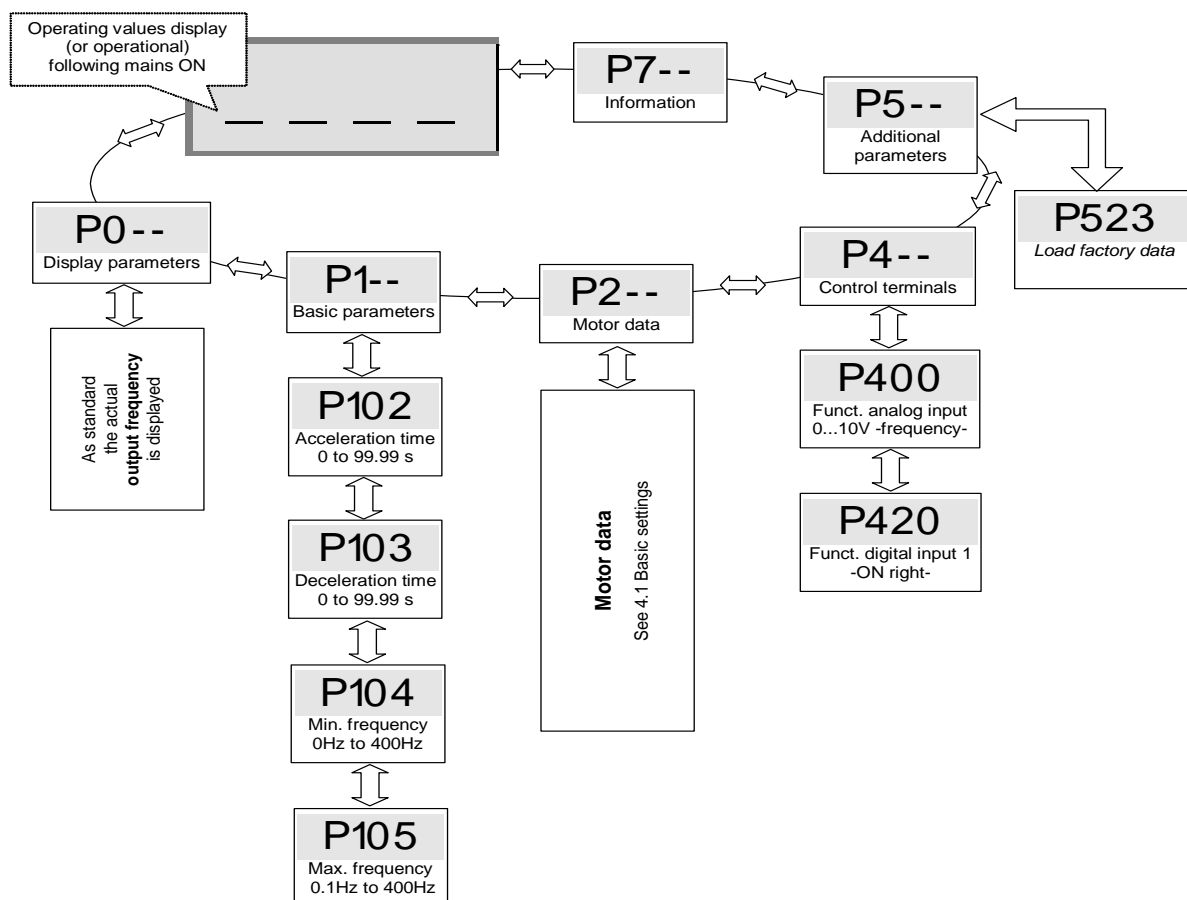 Operating values display
(or operational)
following mains ON
P7--
Information
P5--
Additional
parameters
P523
Load factory data
P0--
Display parameters
P1--
Basic parameters
P2--
Motor data
P4--
Control terminals
As standard
the actual
output frequency
is displayed
P102
Acceleration time
0 to 99.99 s
P103
Deceleration time
0 to 99.99 s
P104
Min. frequency
0Hz to 400Hz
P105
Max. frequency
0.1Hz to 400Hz
Motor data
See 4.1 Basic settings
P400
Funct. analog input
0...10V -frequency-
P420
Funct. digital input 1
-ON right-